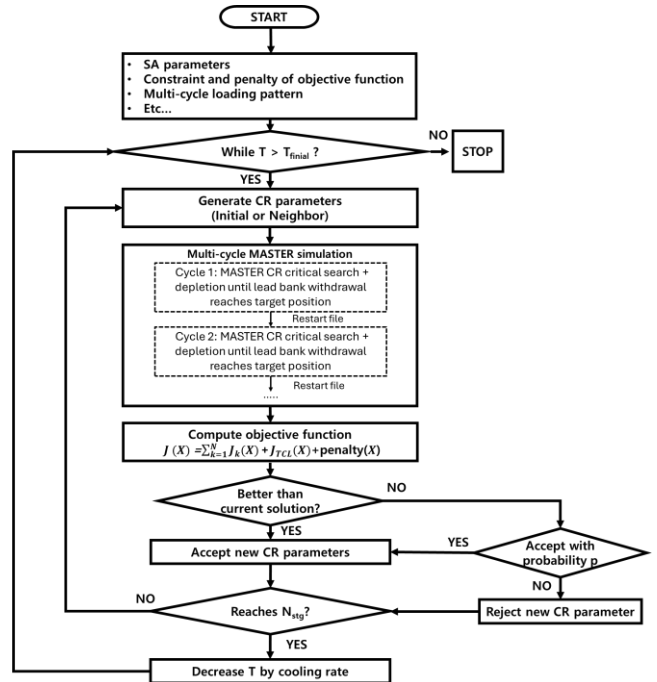 START
• SA parameters
• Constraint and penalty of objective function
• Multi-cycle loading pattern
• Etc...
While T > T_finial ?
NO
STOP
YES
Generate CR parameters
(Initial or Neighbor)
Multi-cycle MASTER simulation
Cycle 1: MASTER CR critical search +
depletion until lead bank withdrawal
reaches target position
Restart file
Cycle 2: MASTER CR critical search +
depletion until lead bank withdrawal
reaches target position
Restart file
.....
Compute objective function
J (X) =∑_{k=1}^{N} J_k(X) + J_{TCL}(X)+penalty(X)
Better than
current solution?
NO
YES
Accept with
probability p
YES
Accept new CR parameters
NO
Reject new CR parameter
Reaches N_stg?
NO
YES
Decrease T by cooling rate